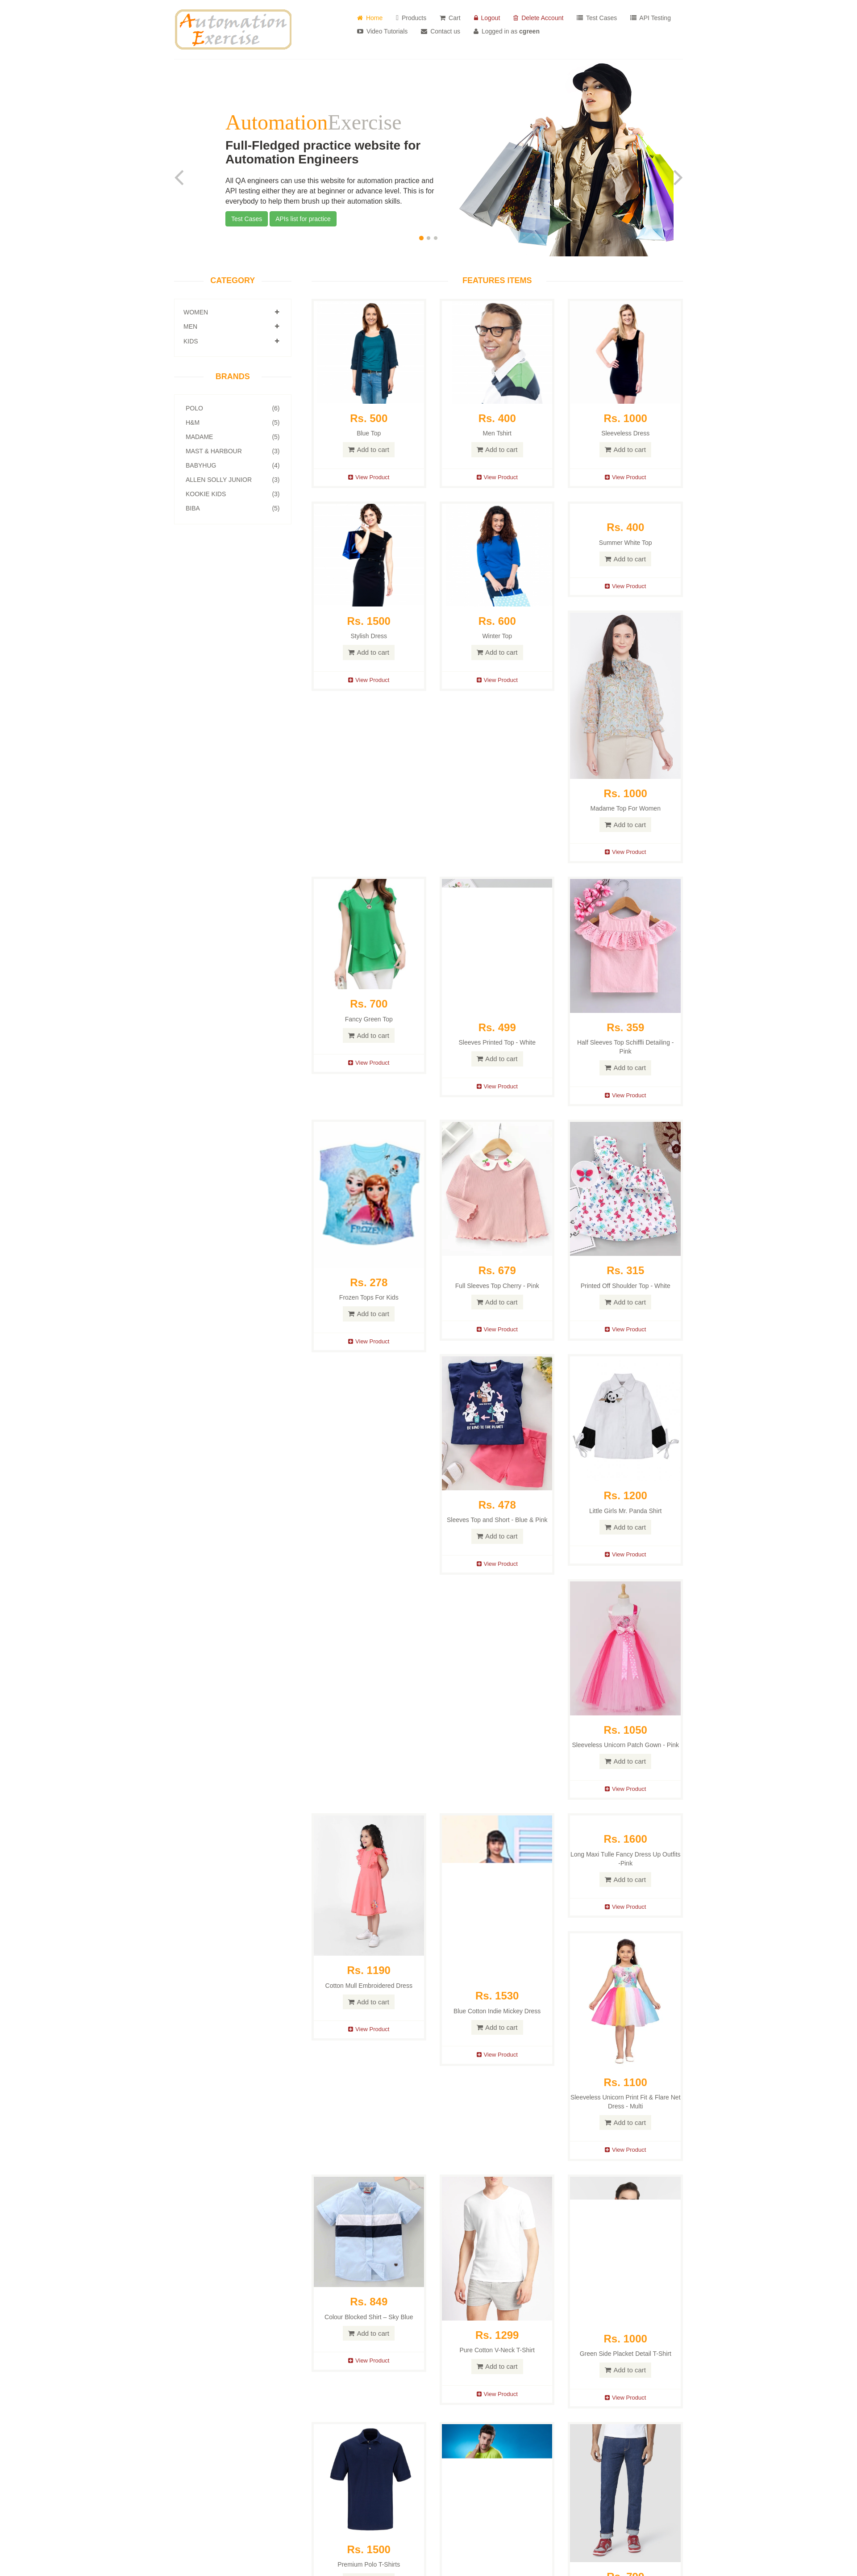 Automation
Exercise
Home
Products
Cart
Logout
Delete Account
Test Cases
API Testing
Video Tutorials
Contact us
Logged in as cgreen
AutomationExercise
Full-Fledged practice website for
Automation Engineers
All QA engineers can use this website for automation practice and
API testing either they are at beginner or advance level. This is for
everybody to help them brush up their automation skills.
Test Cases
APIs list for practice
CATEGORY
WOMEN
MEN
KIDS
BRANDS
POLO (6)
H&M (5)
MADAME (5)
MAST & HARBOUR (3)
BABYHUG (4)
ALLEN SOLLY JUNIOR (3)
KOOKIE KIDS (3)
BIBA (5)
FEATURES ITEMS
Rs. 500
Blue Top
Add to cart
View Product
Rs. 400
Men Tshirt
Add to cart
View Product
Rs. 1000
Sleeveless Dress
Add to cart
View Product
Rs. 1500
Stylish Dress
Add to cart
View Product
Rs. 600
Winter Top
Add to cart
View Product
Rs. 400
Summer White Top
Add to cart
View Product
Rs. 1000
Madame Top For Women
Add to cart
View Product
Rs. 700
Fancy Green Top
Add to cart
View Product
Rs. 499
Sleeves Printed Top - White
Add to cart
View Product
Rs. 359
Half Sleeves Top Schiffli Detailing -
Pink
Add to cart
View Product
FROZEN
Rs. 278
Frozen Tops For Kids
Add to cart
View Product
Rs. 679
Full Sleeves Top Cherry - Pink
Add to cart
View Product
Rs. 315
Printed Off Shoulder Top - White
Add to cart
View Product
BE KIND TO THE PLANET
Rs. 478
Sleeves Top and Short - Blue & Pink
Add to cart
View Product
Rs. 1200
Little Girls Mr. Panda Shirt
Add to cart
View Product
Rs. 1050
Sleeveless Unicorn Patch Gown - Pink
Add to cart
View Product
Rs. 1190
Cotton Mull Embroidered Dress
Add to cart
View Product
Rs. 1530
Blue Cotton Indie Mickey Dress
Add to cart
View Product
Rs. 1600
Long Maxi Tulle Fancy Dress Up Outfits
-Pink
Add to cart
View Product
Rs. 1100
Sleeveless Unicorn Print Fit & Flare Net
Dress - Multi
Add to cart
View Product
Rs. 849
Colour Blocked Shirt – Sky Blue
Add to cart
View Product
Rs. 1299
Pure Cotton V-Neck T-Shirt
Add to cart
View Product
Rs. 1000
Green Side Placket Detail T-Shirt
Add to cart
View Product
Rs. 1500
Premium Polo T-Shirts